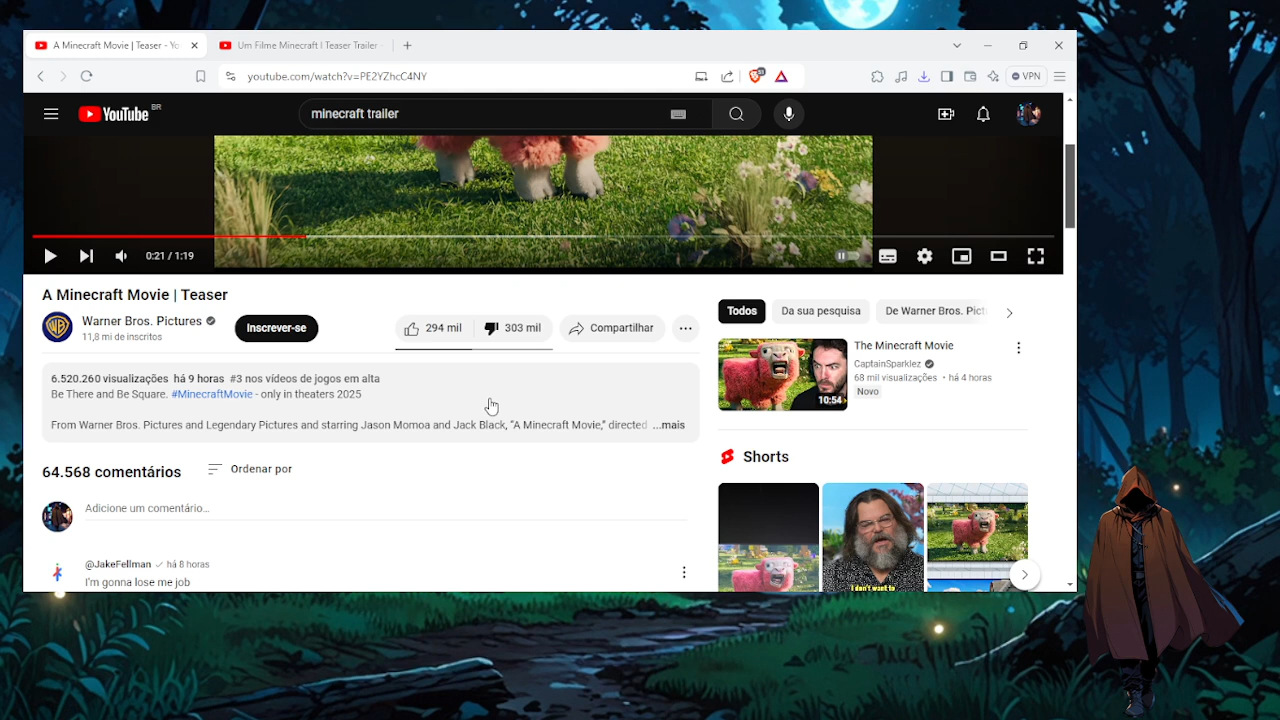 A Minecraft Movie | Teaser - Yo
Um Filme Minecraft l Teaser Trailer
youtube.com/watch?v=PE2YZhcC4NY
VPN
YouTube BR
minecraft trailer
0:21 / 1:19
A Minecraft Movie | Teaser
Warner Bros. Pictures
11,8 mi de inscritos
Inscrever-se
294 mil
303 mil
Compartilhar
6.520.260 visualizações há 9 horas #3 nos vídeos de jogos em alta
Be There and Be Square. #MinecraftMovie - only in theaters 2025
From Warner Bros. Pictures and Legendary Pictures and starring Jason Momoa and Jack Black, “A Minecraft Movie,” directed ...mais
64.568 comentários
Ordenar por
Adicione um comentário...
@JakeFellman há 8 horas
I'm gonna lose me job
Todos
Da sua pesquisa
De Warner Bros. Pict
10:54
The Minecraft Movie
CaptainSparklez
68 mil visualizações • há 4 horas
Novo
Shorts
I don't want to